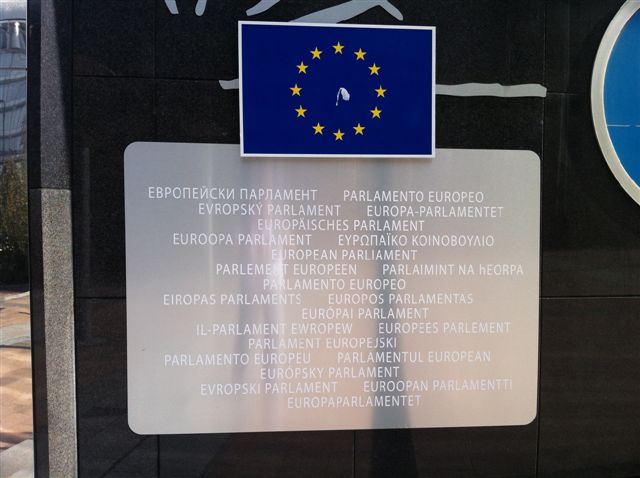 ЕВРОПЕЙСКИ ПАРЛАМЕНТ PARLAMENTO EUROPEO
EVROPSKÝ PARLAMENT EUROPA-PARLAMENTET
EUROPÄISCHES PARLAMENT
EUROOPA PARLAMENT ΕΥΡΩΠΑΪΚΟ ΚΟΙΝΟΒΟΥΛΙΟ
EUROPEAN PARLIAMENT
PARLEMENT EUROPEEN PARLAIMINT NA hEORPA
PARLAMENTO EUROPEO
EIROPAS PARLAMENTS EUROPOS PARLAMENTAS
EURÓPAI PARLAMENT
IL-PARLAMENT EWROPEW EUROPEES PARLEMENT
PARLAMENT EUROPEJSKI
PARLAMENTO EUROPEU PARLAMENTUL EUROPEAN
EURÓPSKY PARLAMENT
EVROPSKI PARLAMENT EUROOPAN PARLAMENTTI
EUROPAPARLAMENTET